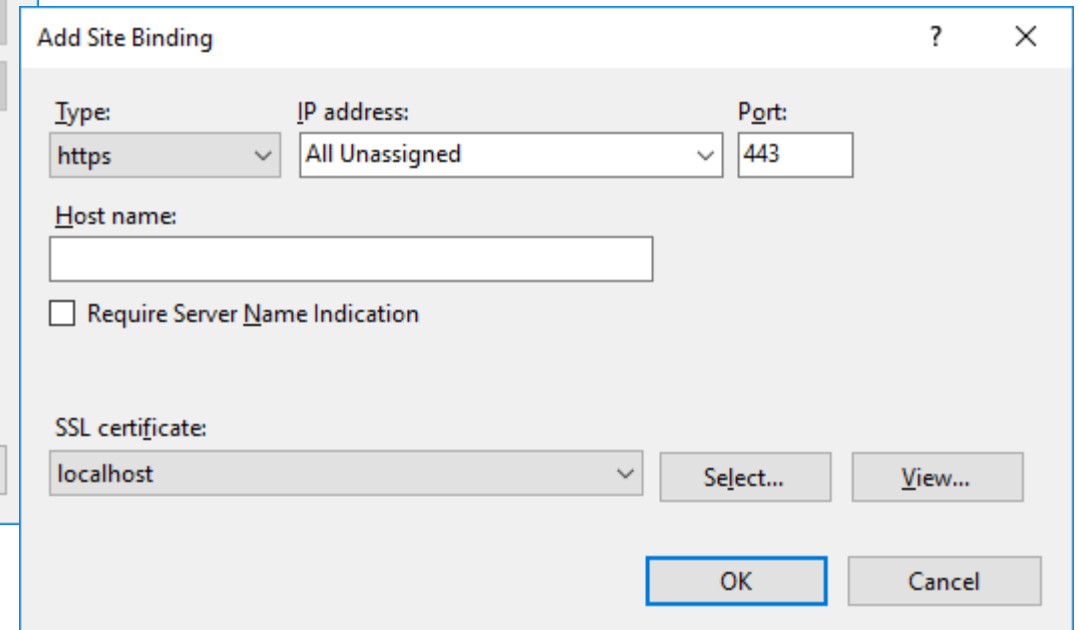 Add Site Binding ? ×
Type: IP address: Port:
https All Unassigned 443
Host name:
Require Server Name Indication
SSL certificate:
localhost Select... View...
OK Cancel